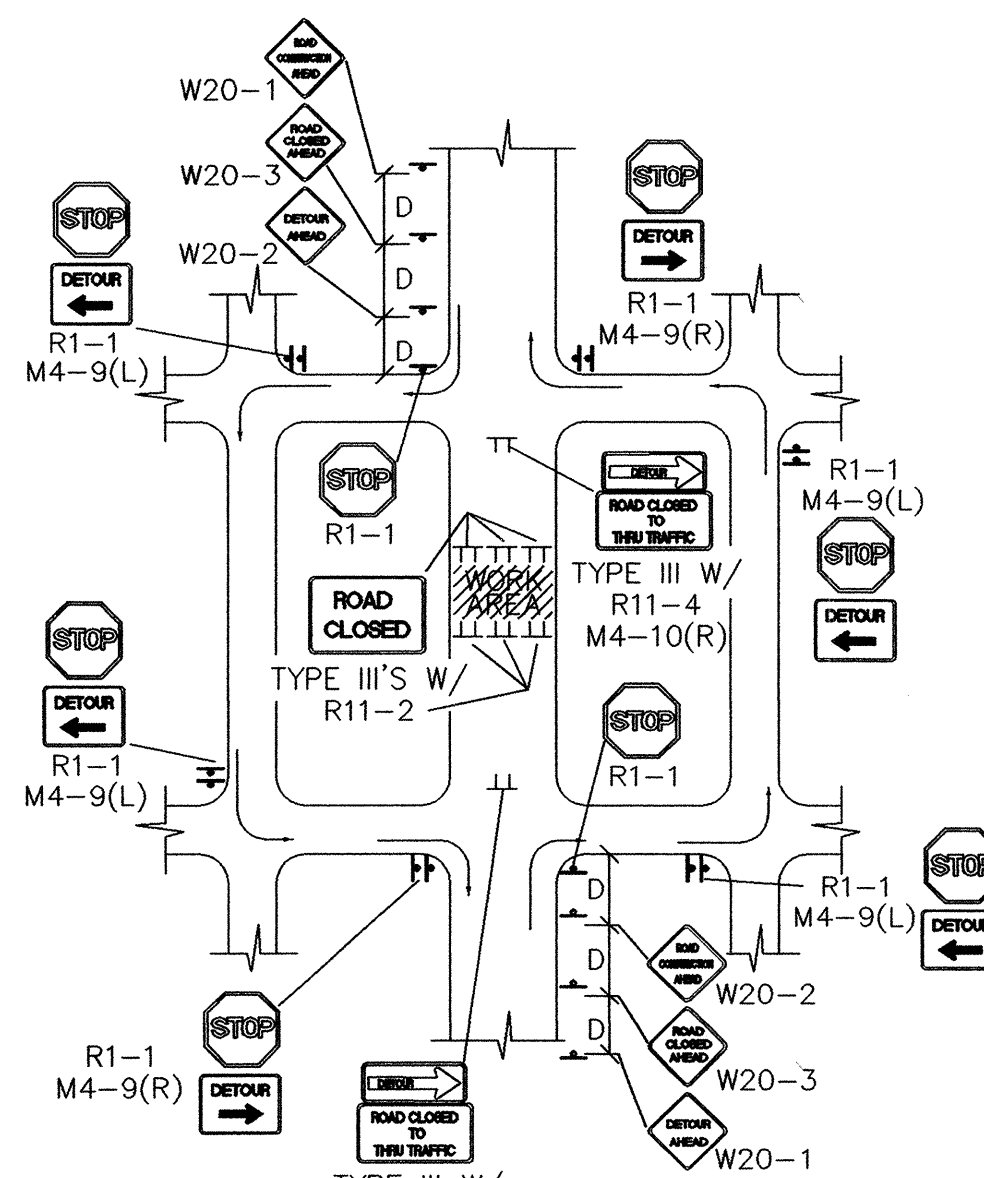 ROAD
CONSTRUCTION
AHEAD
W20-1
ROAD
CLOSED
AHEAD
W20-3
DETOUR
AHEAD
W20-2
D
D
D
STOP
DETOUR
R1-1
M4-9(L)
STOP
DETOUR
R1-1
M4-9(R)
STOP
R1-1
DETOUR
ROAD CLOSED
TO
THRU TRAFFIC
TYPE III W/
R11-4
M4-10(R)
R1-1
M4-9(L)
STOP
DETOUR
WORK
AREA
ROAD
CLOSED
TYPE III'S W/
R11-2
STOP
DETOUR
R1-1
M4-9(L)
STOP
R1-1
STOP
DETOUR
R1-1
M4-9(L)
D
D
D
ROAD
CONSTRUCTION
AHEAD
W20-2
ROAD
CLOSED
AHEAD
W20-3
DETOUR
AHEAD
W20-1
STOP
DETOUR
R1-1
M4-9(R)
DETOUR
ROAD CLOSED
TO
THRU TRAFFIC
TYPE III W/